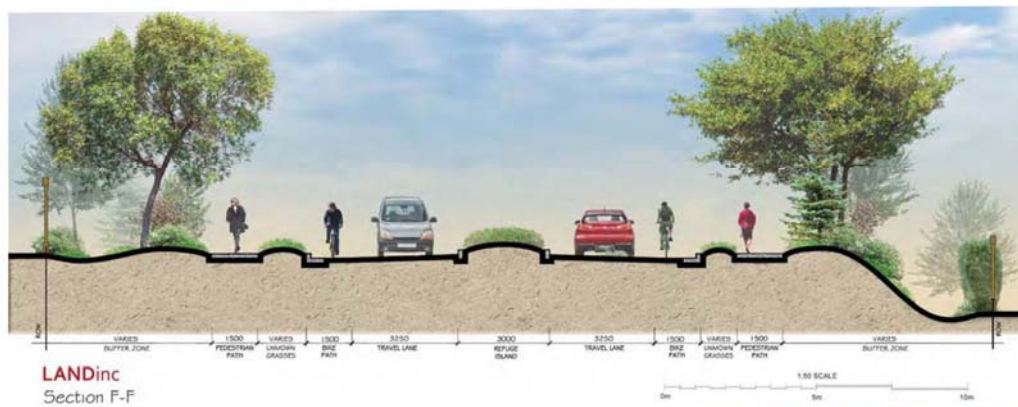 VARIES 1500 VARIES 1500 3250 3000 3250 1500 VARIES 1500 VARIES
ROW BUFFER ZONE PEDESTRIAN PATH UNMOWN GRASSES BIKE PATH TRAVEL LANE REFUGE ISLAND TRAVEL LANE BIKE PATH UNMOWN GRASSES PEDESTRIAN PATH BUFFER ZONE ROW
LANDinc
Section F-F
1:50 SCALE
0m 5m 10m